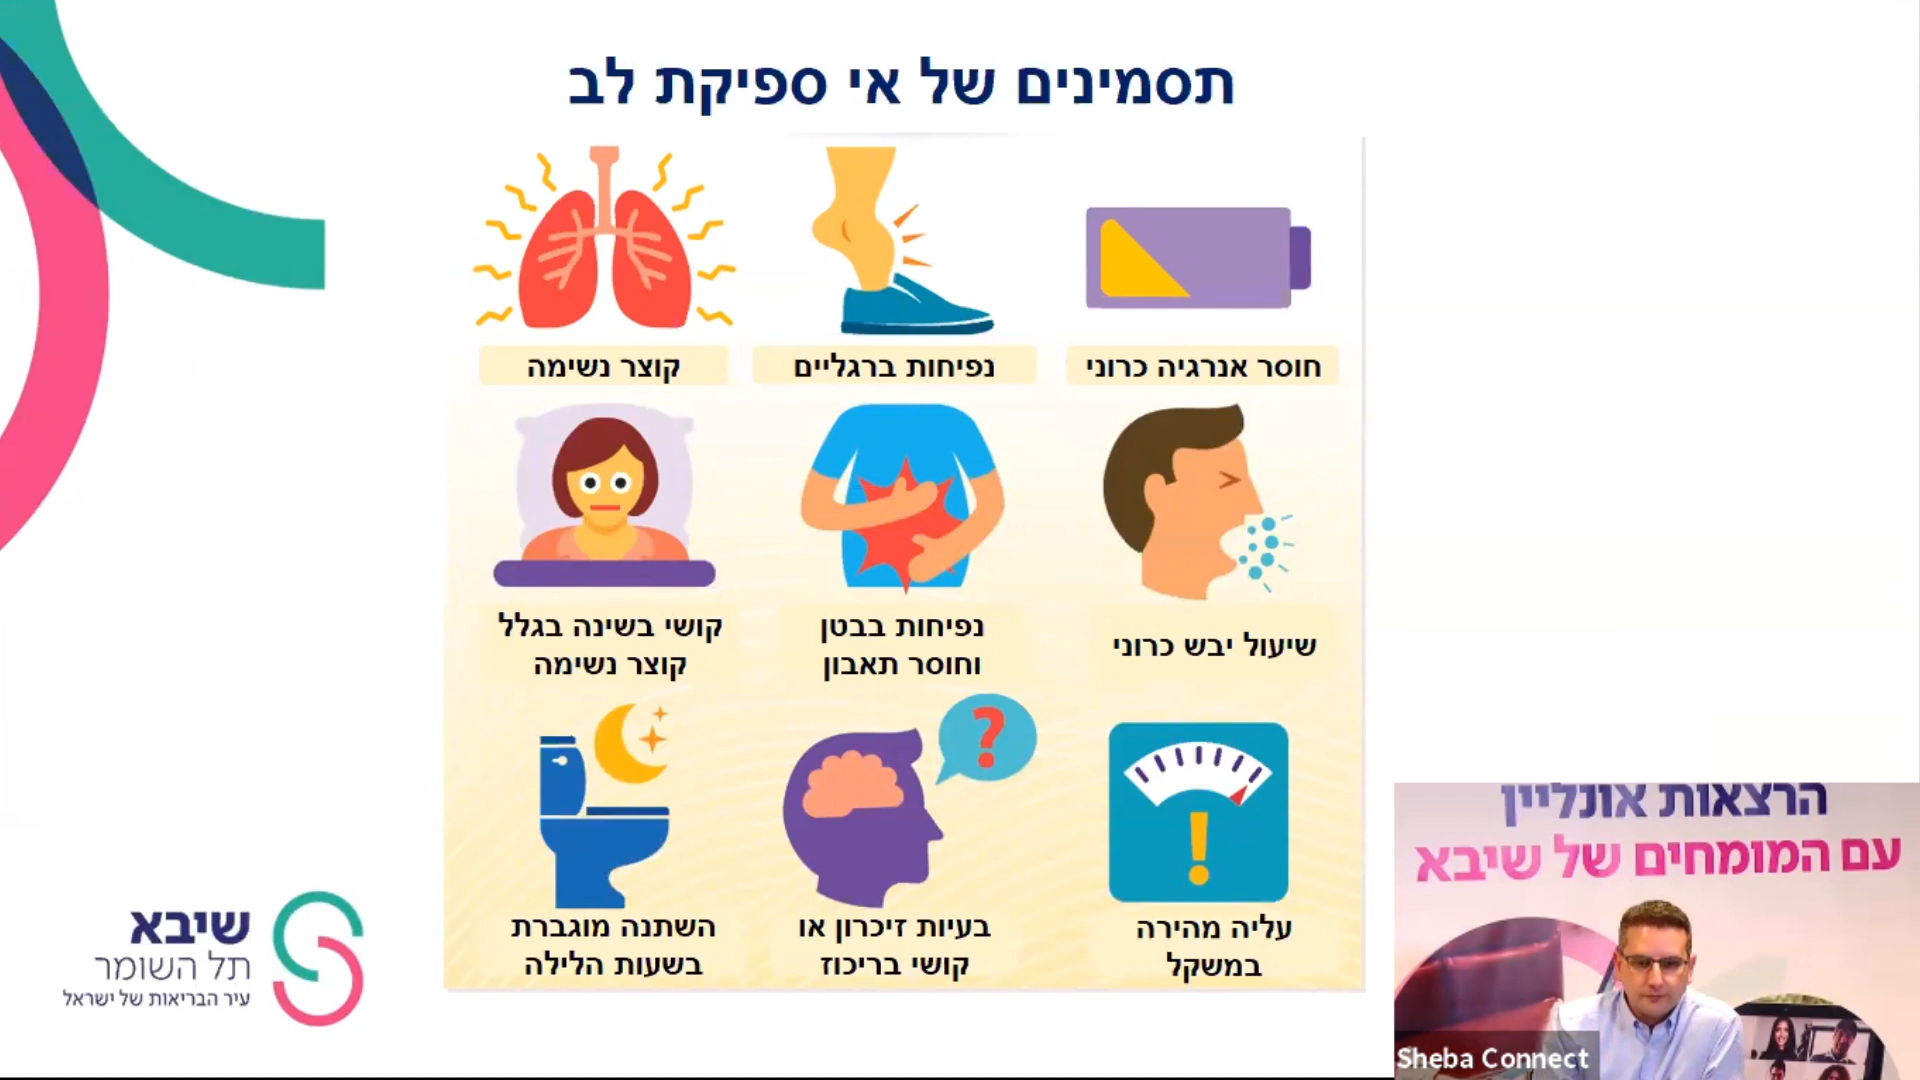 תסמינים של אי ספיקת לב
חוסר אנרגיה כרוני
נפיחות ברגליים
קוצר נשימה
שיעול יבש כרוני
נפיחות בבטן
וחוסר תאבון
קושי בשינה בגלל
קוצר נשימה
עליה מהירה
במשקל
בעיות זיכרון או
קושי בריכוז
השתנה מוגברת
בשעות הלילה
שיבא
תל השומר
עיר הבריאות של ישראל
הרצאות אונליין
עם המומחים של שיבא
Sheba Connect